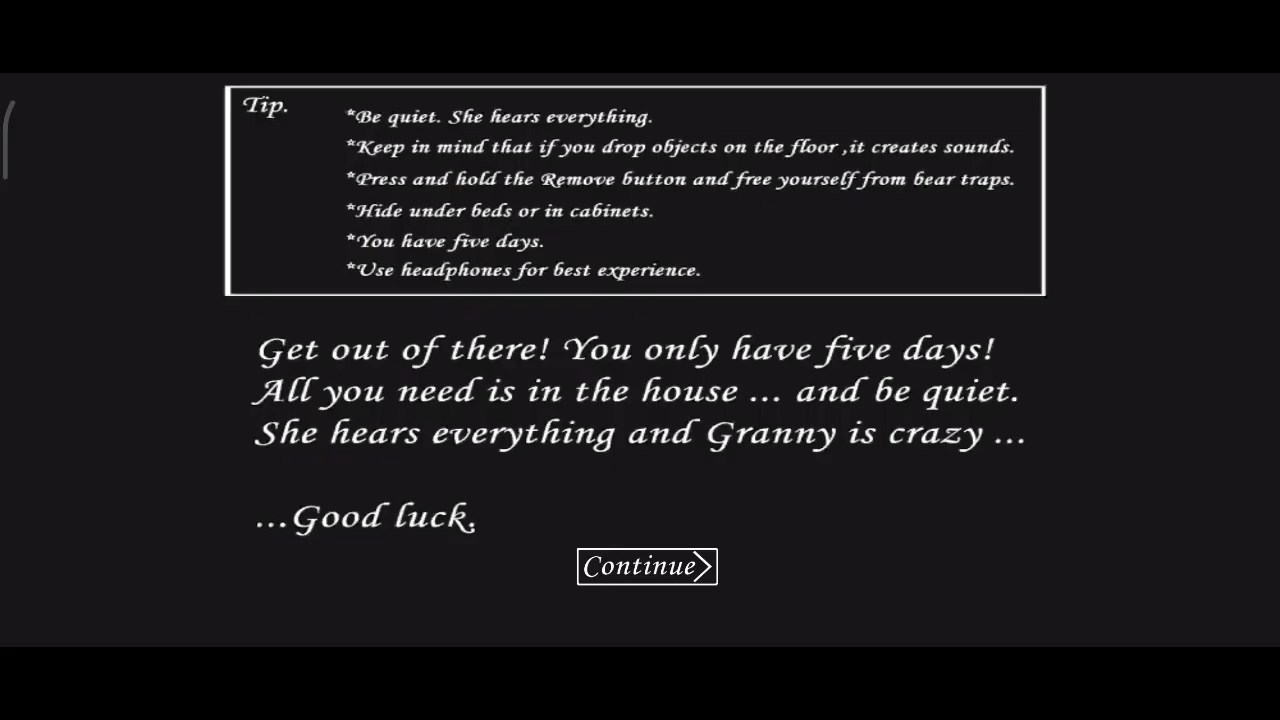 Tip.
*Be quiet. She hears everything.
*Keep in mind that if you drop objects on the floor ,it creates sounds.
*Press and hold the Remove button and free yourself from bear traps.
*Hide under beds or in cabinets.
*You have five days.
*Use headphones for best experience.
Get out of there! You only have five days!
All you need is in the house ... and be quiet.
She hears everything and Granny is crazy ...
...Good luck.
Continue>